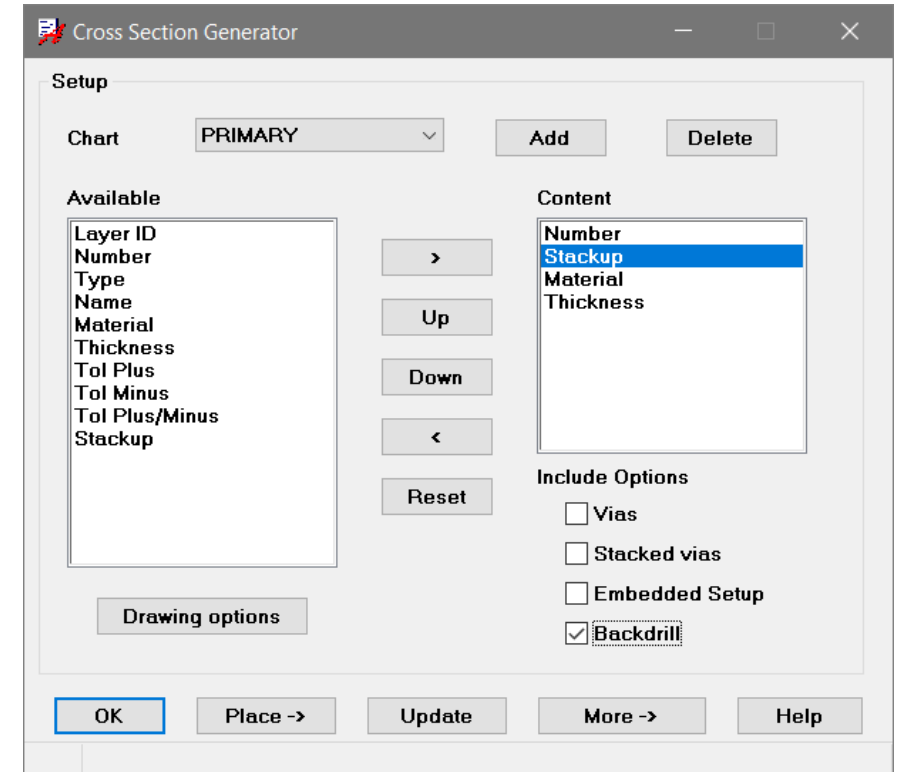 Cross Section Generator
Setup
Chart
PRIMARY
Add
Delete
Available
Layer ID
Number
Type
Name
Material
Thickness
Tol Plus
Tol Minus
Tol Plus/Minus
Stackup
>
Up
Down
<
Reset
Content
Number
Stackup
Material
Thickness
Include Options
Vias
Stacked vias
Embedded Setup
Backdrill
Drawing options
OK
Place ->
Update
More ->
Help